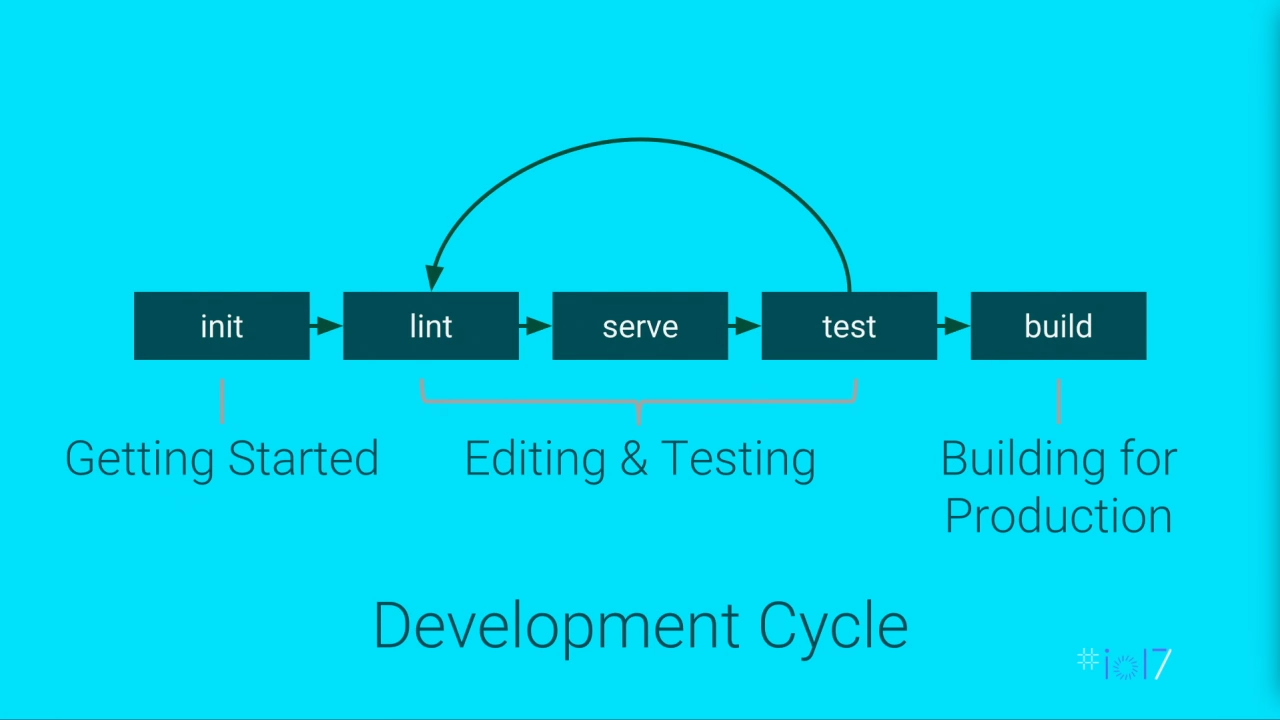 init
lint
serve
test
build
Getting Started
Editing & Testing
Building for
Production
Development Cycle
#io17